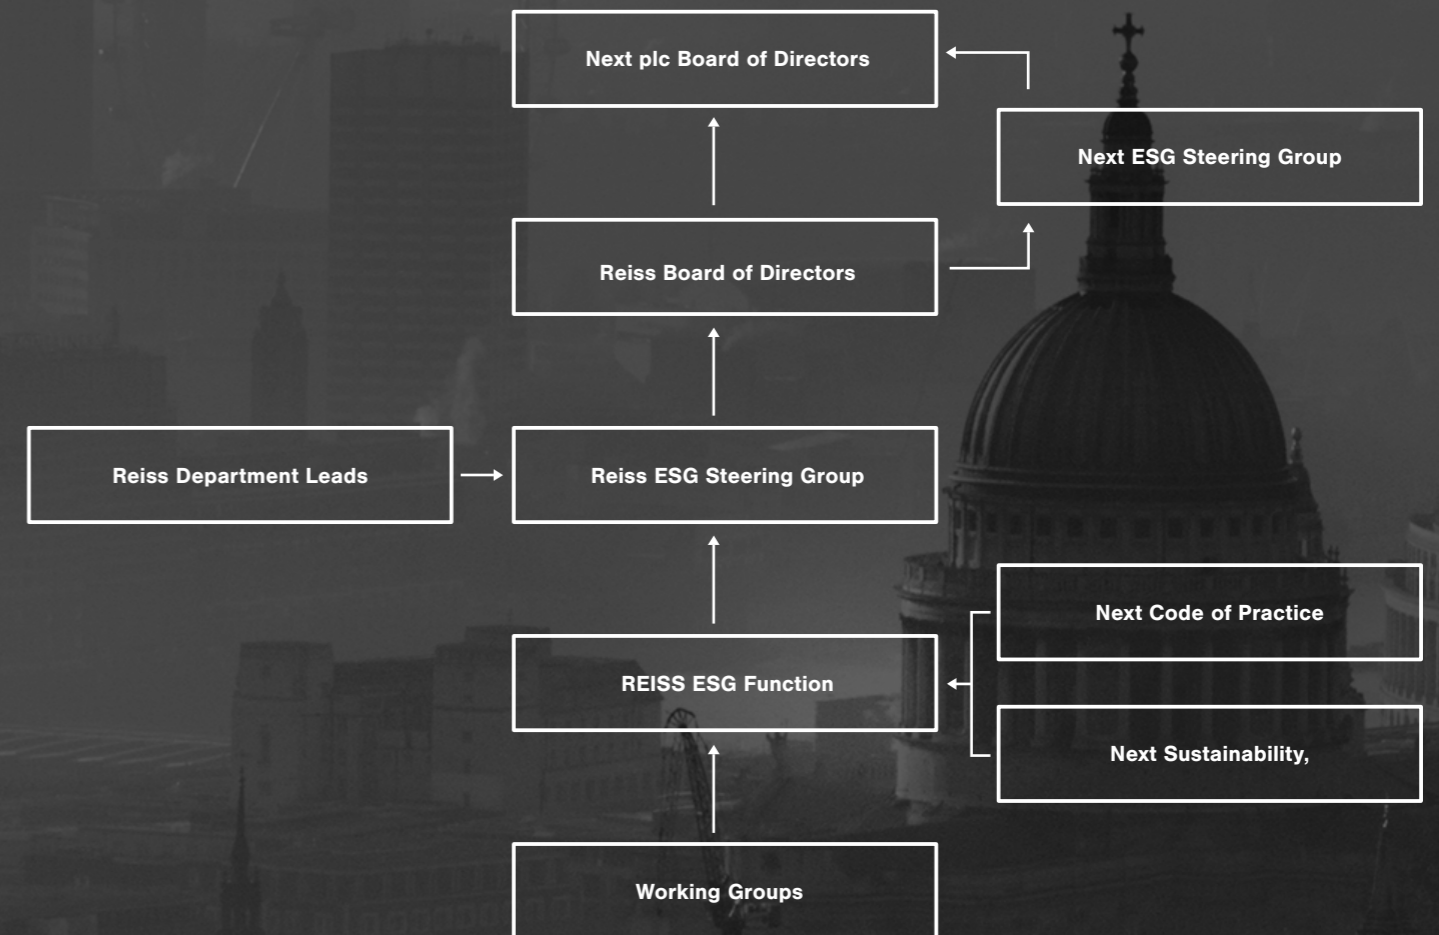 Next plc Board of Directors
Next ESG Steering Group
Reiss Board of Directors
Reiss Department Leads
Reiss ESG Steering Group
Next Code of Practice
REISS ESG Function
Next Sustainability,
Working Groups